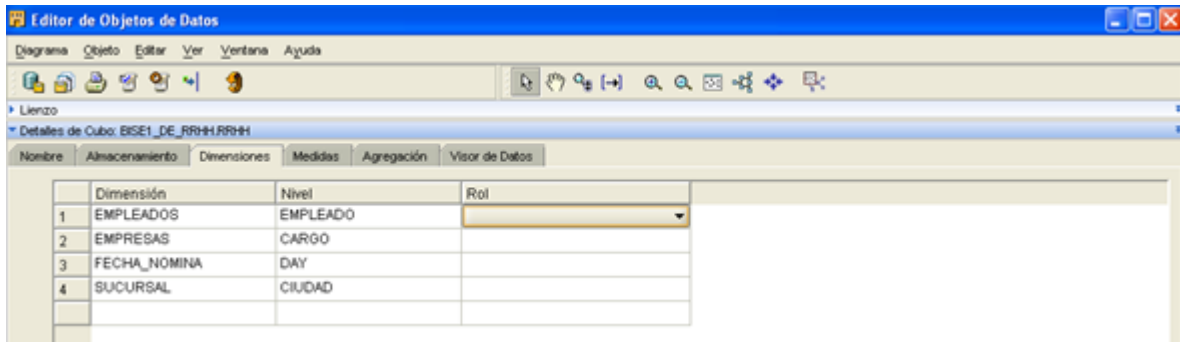 Editor de Objetos de Datos
Diagrama Objeto Editar Ver Ventana Ayuda
Lienzo
Detalles de Cubo: BISE1_DE_RRHH.RRHH
Nombre Almacenamiento Dimensiones Medidas Agregación Visor de Datos
Dimensión Nivel Rol
1 EMPLEADOS EMPLEADO
2 EMPRESAS CARGO
3 FECHA_NOMINA DAY
4 SUCURSAL CIUDAD